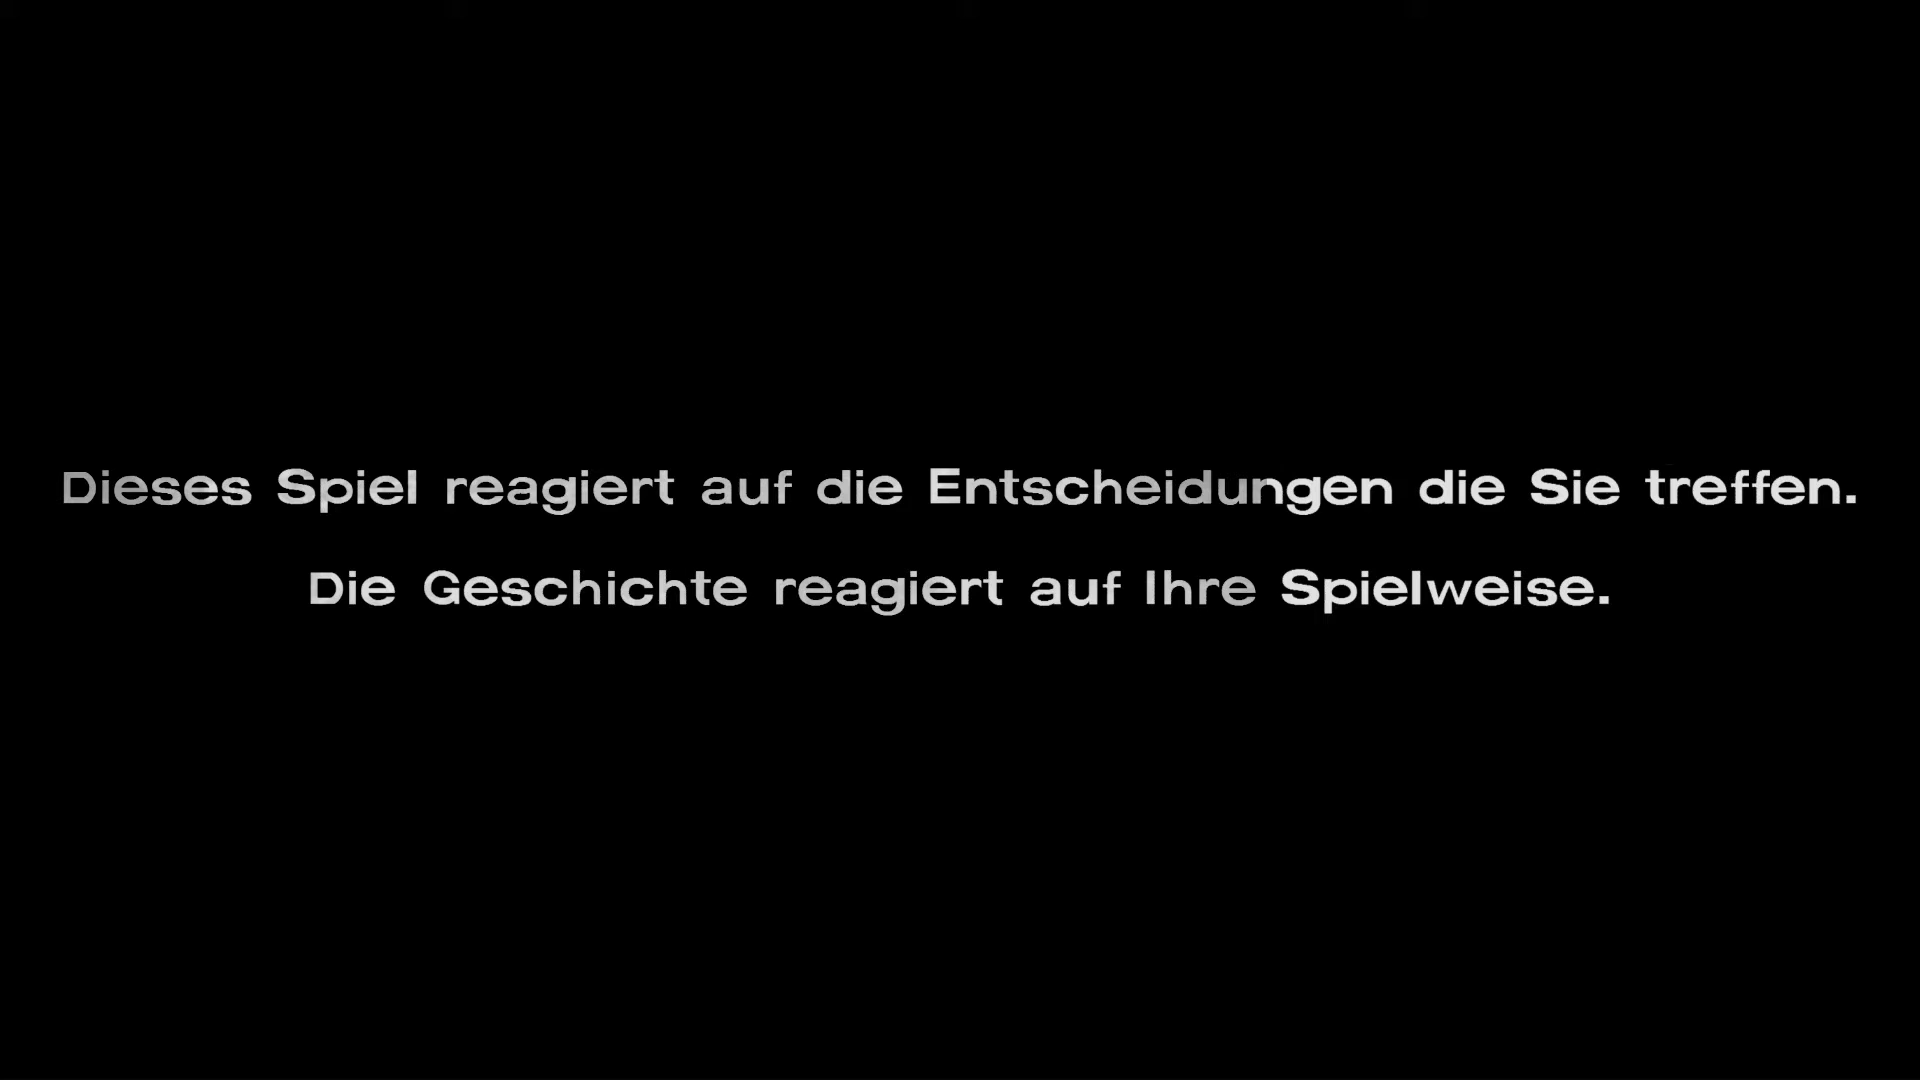 Dieses Spiel reagiert auf die Entscheidungen die Sie treffen.
Die Geschichte reagiert auf Ihre Spielweise.